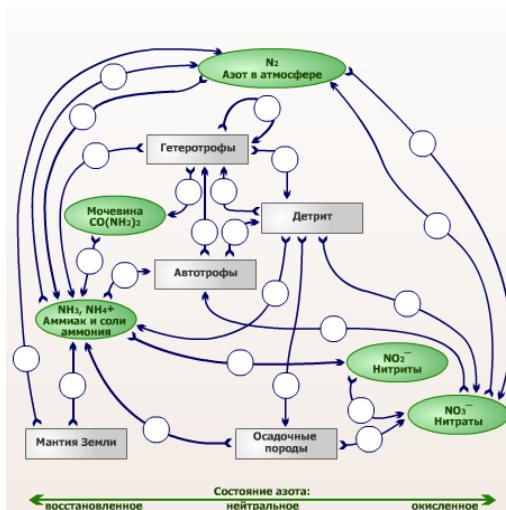 N₂
Азот в атмосфере
Гетеротрофы
Мочевина
CO(NH₂)₂
Детрит
Автотрофы
NH₃, NH₄+
Аммиак и соли
аммония
NO₂⁻
Нитриты
NO₃⁻
Нитраты
Мантия Земли
Осадочные
породы
Состояние азота:
восстановленное нейтральное окисленное